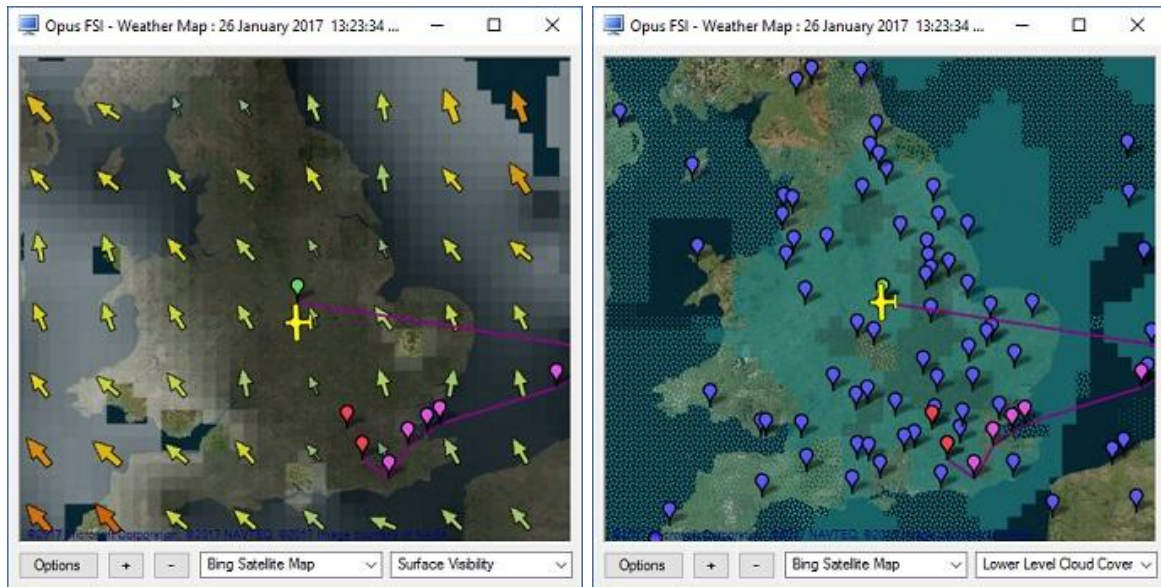 Opus FSI - Weather Map : 26 January 2017 13:23:34 ...
Options + - Bing Satellite Map Surface Visibility
Opus FSI - Weather Map : 26 January 2017 13:23:34 ...
Options + - Bing Satellite Map Lower Level Cloud Cover